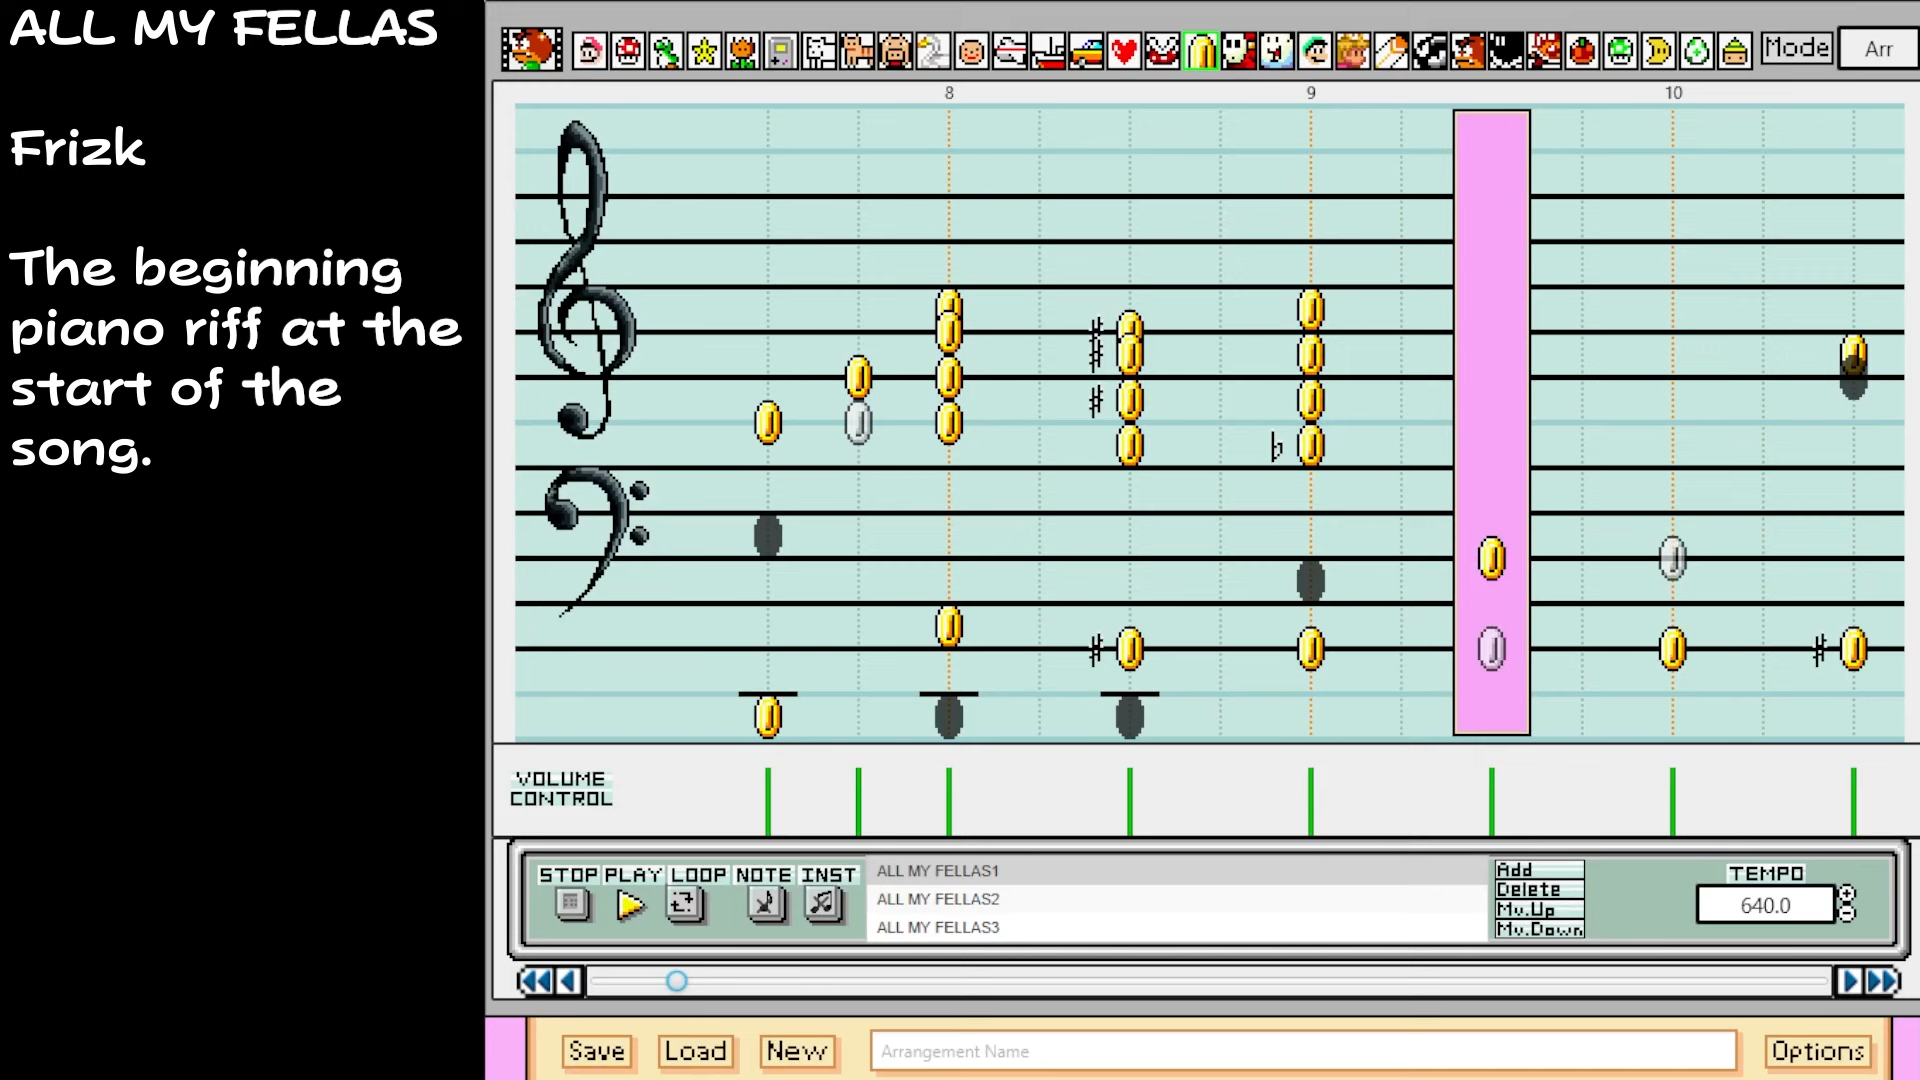 ALL MY FELLAS
Frizk
The beginning
piano riff at the
start of the
song.
Mode
Arr
8
9
10
VOLUME
CONTROL
STOP PLAY LOOP NOTE INST
ALL MY FELLAS1
ALL MY FELLAS2
ALL MY FELLAS3
Add
Delete
Mv.Up
Mv.Down
TEMPO
640.0
Save
Load
New
Arrangement Name
Options